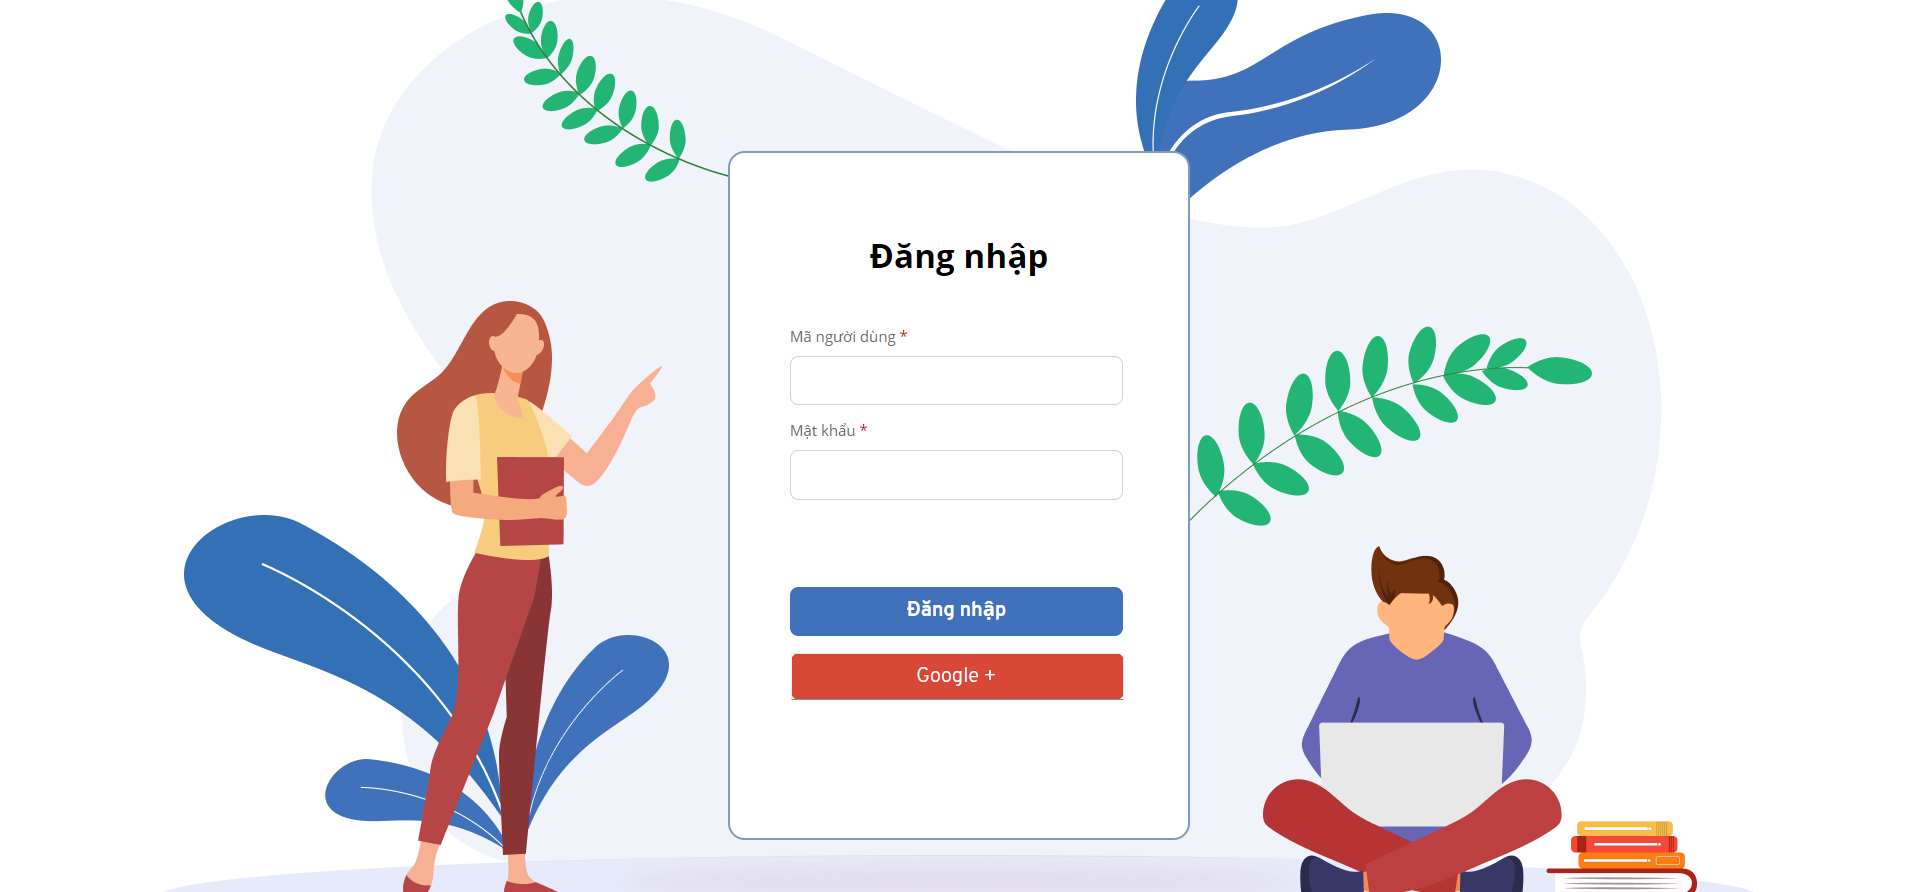 Đăng nhập
Mã người dùng *
Mật khẩu *
Đăng nhập
Google +